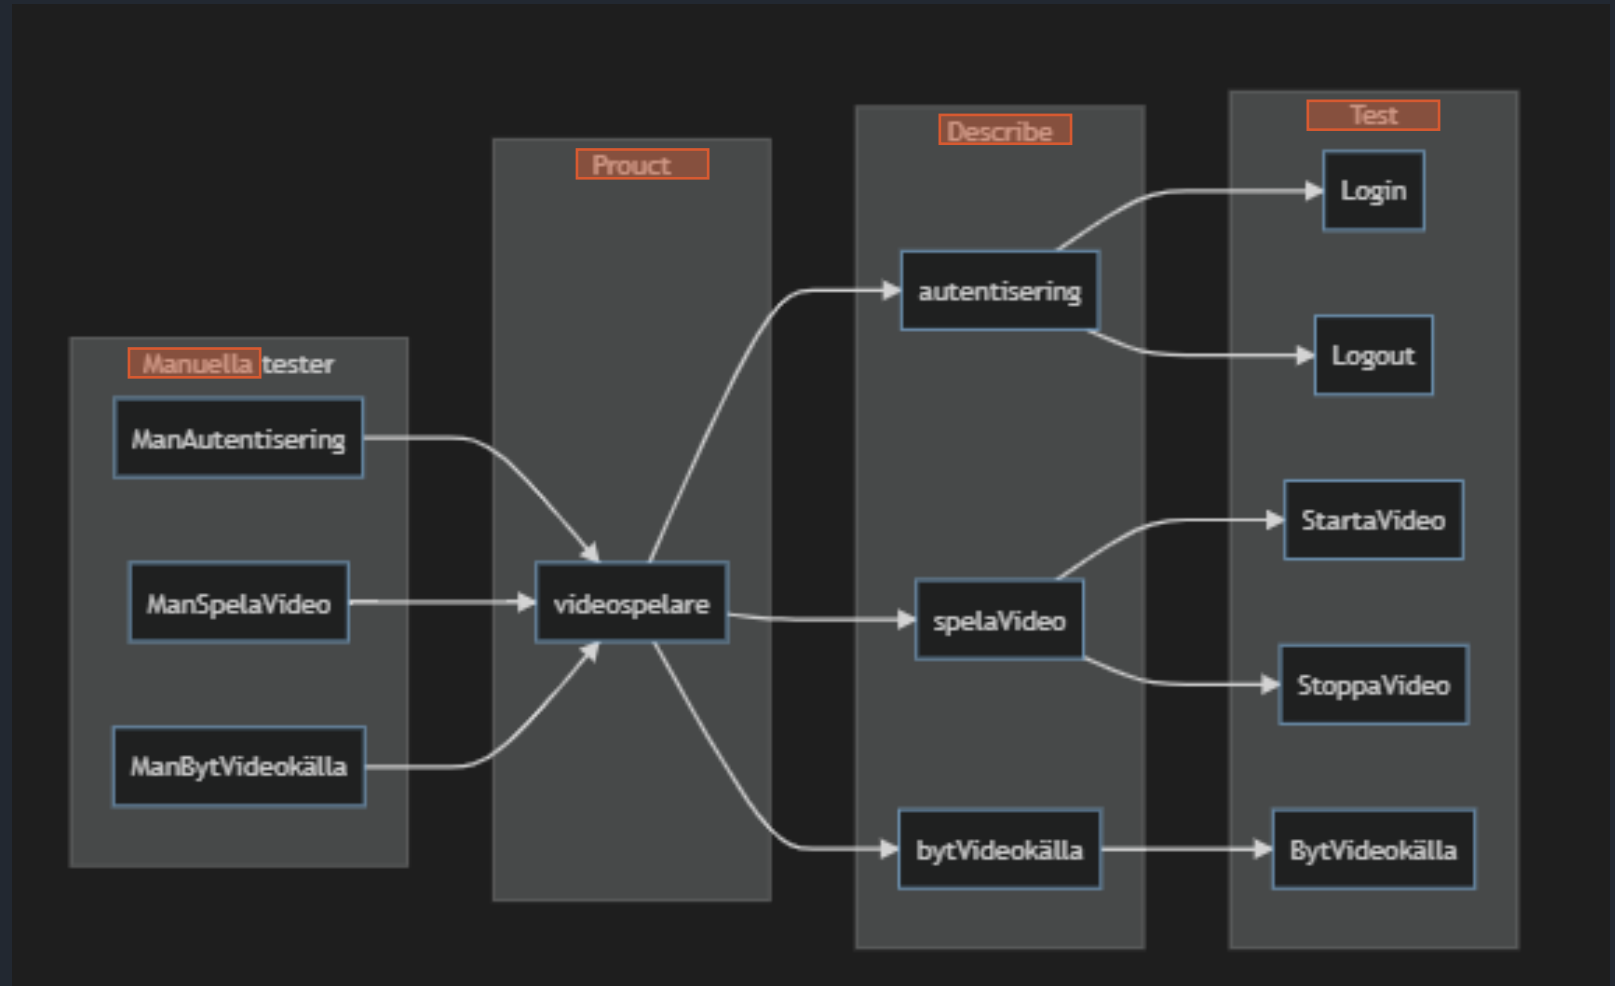 Manuella tester
ManAutentisering
ManSpelaVideo
ManBytVideokälla
Prouct
videospelare
Describe
autentisering
spelaVideo
bytVideokälla
Test
Login
Logout
StartaVideo
StoppaVideo
BytVideokälla